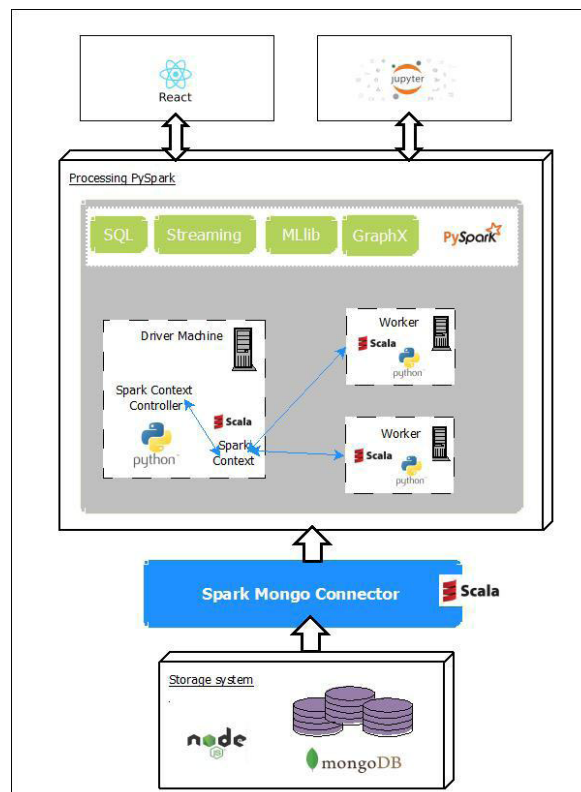 React
jupyter
Processing PySpark
SQL
Streaming
MLlib
GraphX
PySpark
Driver Machine
Spark Context
Controller
python
Scala
Spark
Context
Worker
Scala
python
Worker
Scala
python
Spark Mongo Connector
Scala
Storage system
node
JS
mongoDB